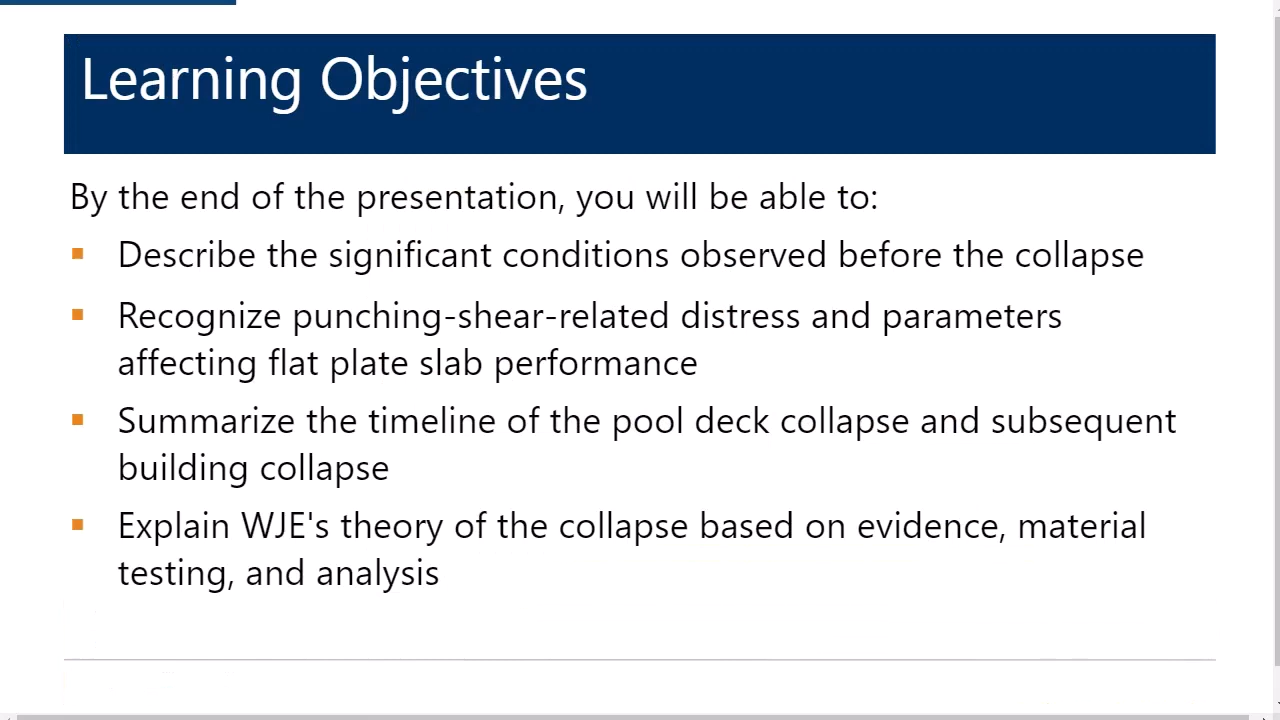 Learning Objectives
By the end of the presentation, you will be able to:
Describe the significant conditions observed before the collapse
Recognize punching-shear-related distress and parameters
affecting flat plate slab performance
Summarize the timeline of the pool deck collapse and subsequent
building collapse
Explain WJE's theory of the collapse based on evidence, material
testing, and analysis